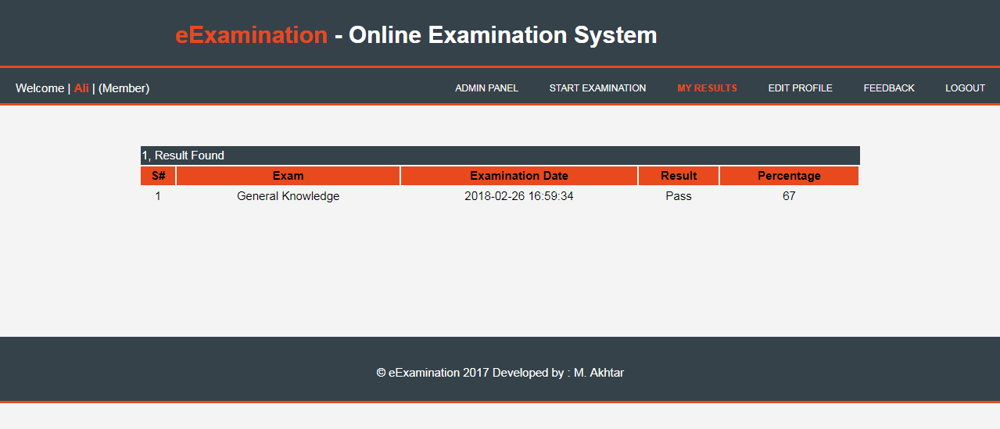 eExamination - Online Examination System
Welcome | Ali | (Member) ADMIN PANEL START EXAMINATION MY RESULTS EDIT PROFILE FEEDBACK LOGOUT
1, Result Found
S# Exam Examination Date Result Percentage
1 General Knowledge 2018-02-26 16:59:34 Pass 67
© eExamination 2017 Developed by : M. Akhtar